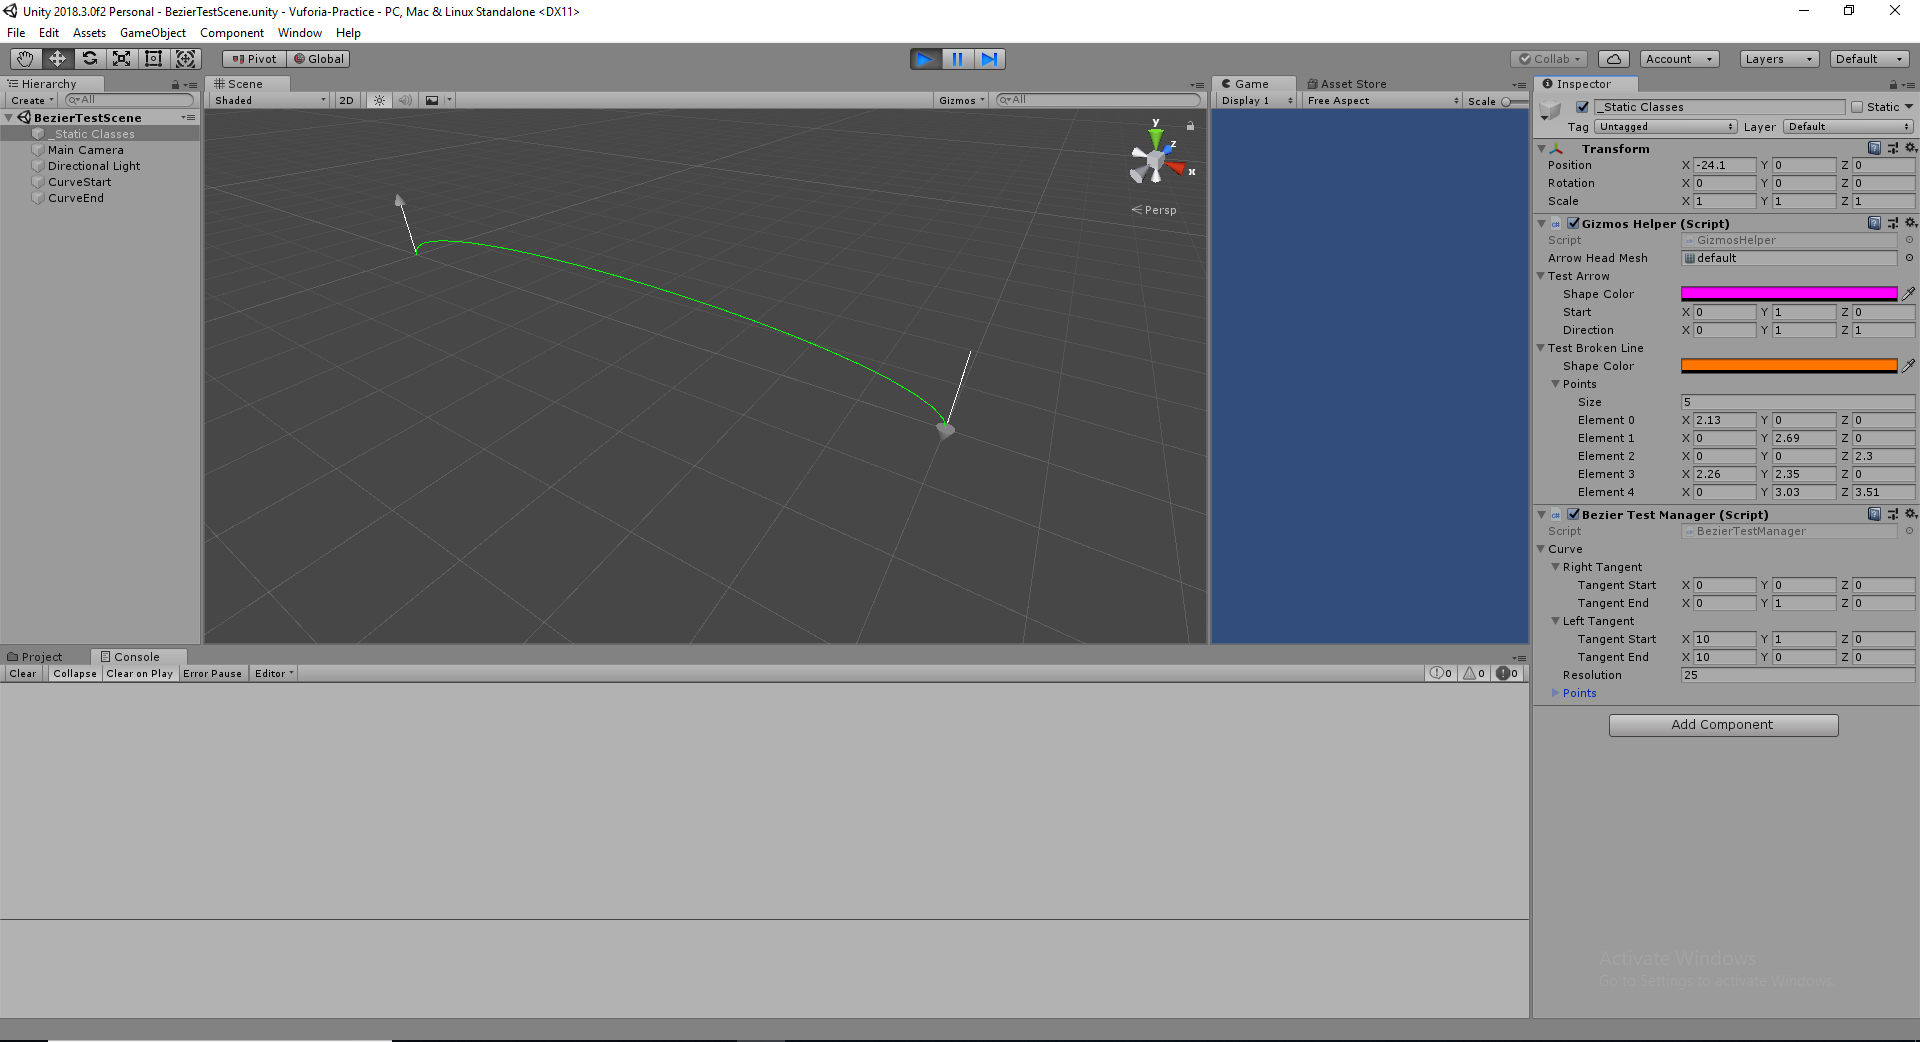 Unity 2018.3.0f2 Personal - BezierTestScene.unity - Vuforia-Practice - PC, Mac & Linux Standalone <DX11>
File Edit Assets GameObject Component Window Help
Pivot Global Collab Account Layers Default
Hierarchy
Create All
BezierTestScene
_Static Classes
Main Camera
Directional Light
CurveStart
CurveEnd
Scene
Shaded 2D Gizmos All
y
z
x
Persp
Game Asset Store
Display 1 Free Aspect Scale
Inspector
_Static Classes Static
Tag Untagged Layer Default
Transform
Position X -24.1 Y 0 Z 0
Rotation X 0 Y 0 Z 0
Scale X 1 Y 1 Z 1
Gizmos Helper (Script)
Script GizmosHelper
Arrow Head Mesh default
Test Arrow
Shape Color
Start X 0 Y 1 Z 0
Direction X 0 Y 1 Z 1
Test Broken Line
Shape Color
Points
Size 5
Element 0 X 2.13 Y 0 Z 0
Element 1 X 0 Y 2.69 Z 0
Element 2 X 0 Y 0 Z 2.3
Element 3 X 2.26 Y 2.35 Z 0
Element 4 X 0 Y 3.03 Z 3.51
Bezier Test Manager (Script)
Script BezierTestManager
Curve
Right Tangent
Tangent Start X 0 Y 0 Z 0
Tangent End X 0 Y 1 Z 0
Left Tangent
Tangent Start X 10 Y 1 Z 0
Tangent End X 10 Y 0 Z 0
Resolution 25
Points
Add Component
Project Console
Clear Collapse Clear on Play Error Pause Editor 0 0 0
Activate Windows
Go to Settings to activate Windows.